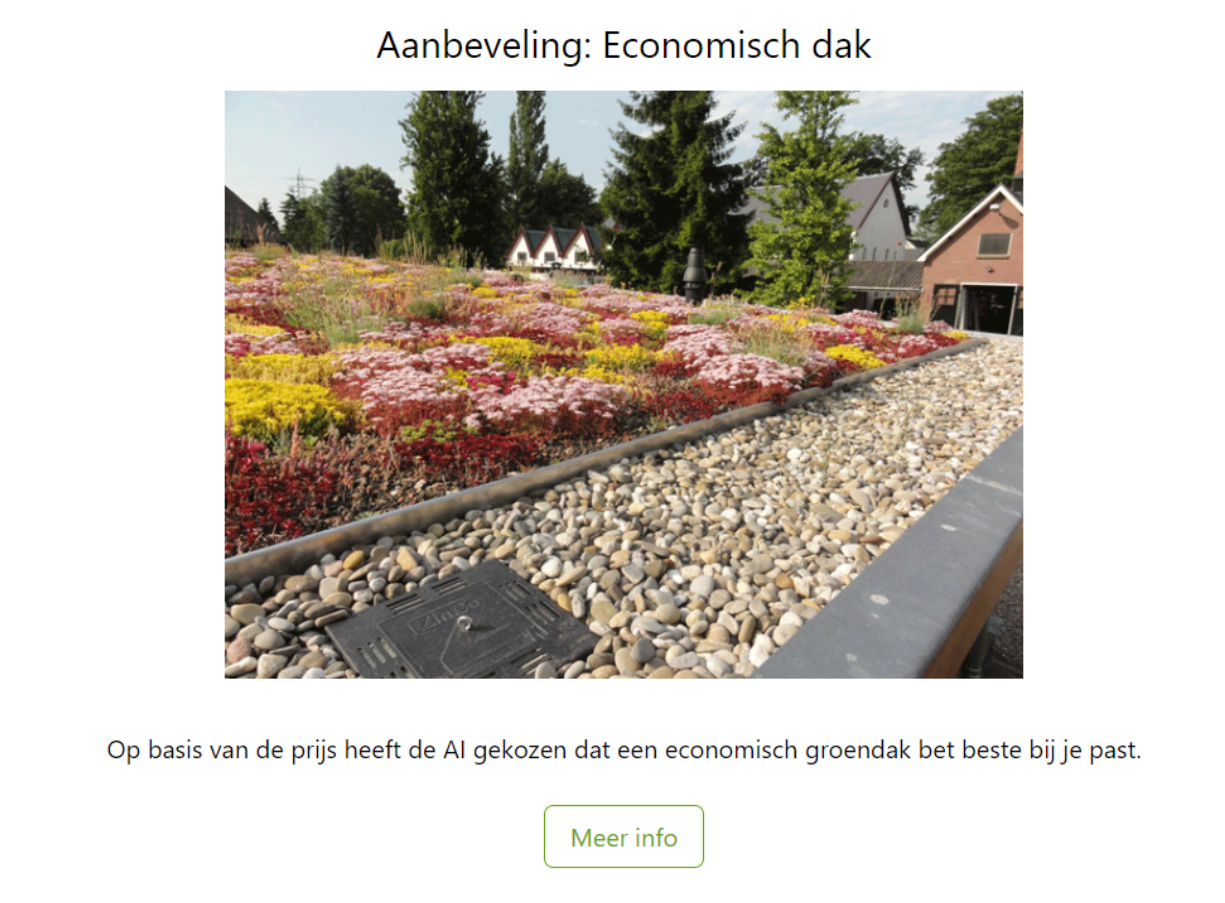 Aanbeveling: Economisch dak
ZinCo
Op basis van de prijs heeft de AI gekozen dat een economisch groendak bet beste bij je past.
Meer info